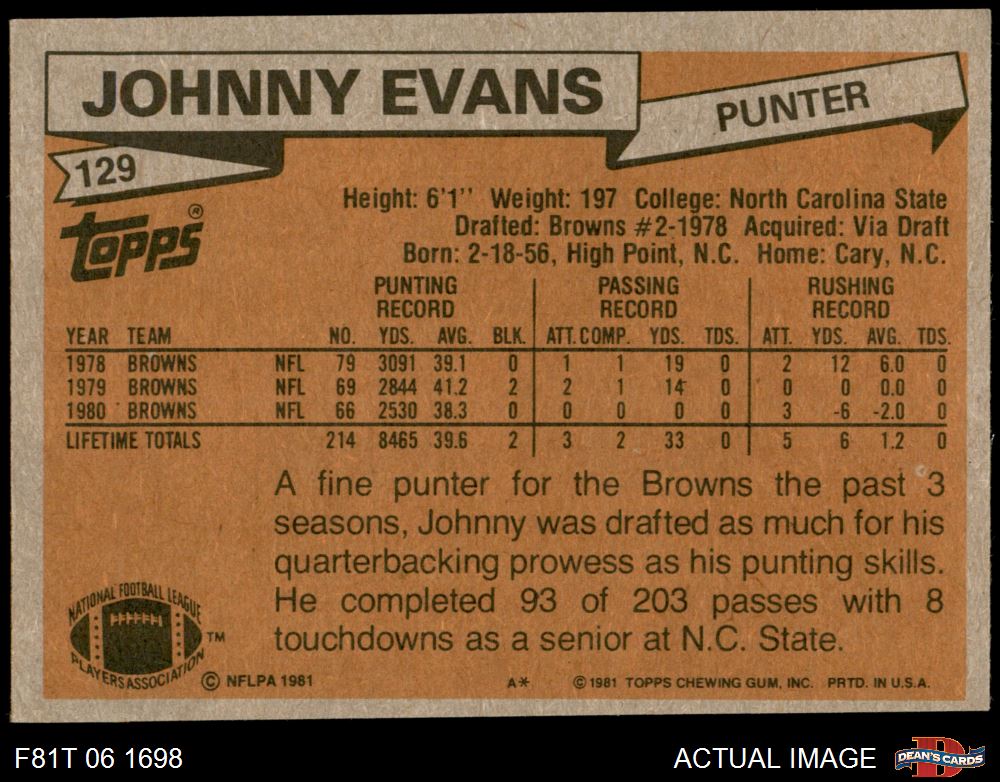 JOHNNY EVANS
PUNTER
129
Topps®
Height: 6'1'' Weight: 197 College: North Carolina State
Drafted: Browns #2-1978 Acquired: Via Draft
Born: 2-18-56, High Point, N.C. Home: Cary, N.C.
PUNTING RECORD PASSING RECORD RUSHING RECORD
YEAR TEAM NO. YDS. AVG. BLK. ATT. COMP. YDS. TDS. ATT. YDS. AVG. TDS.
1978 BROWNS NFL 79 3091 39.1 0 1 1 19 0 2 12 6.0 0
1979 BROWNS NFL 69 2844 41.2 2 2 1 14 0 0 0 0.0 0
1980 BROWNS NFL 66 2530 38.3 0 0 0 0 0 3 -6 -2.0 0
LIFETIME TOTALS 214 8465 39.6 2 3 2 33 0 5 6 1.2 0
A fine punter for the Browns the past 3
seasons, Johnny was drafted as much for his
quarterbacking prowess as his punting skills.
He completed 93 of 203 passes with 8
touchdowns as a senior at N.C. State.
NATIONAL FOOTBALL LEAGUE
PLAYERS ASSOCIATION
™
© NFLPA 1981
A* © 1981 TOPPS CHEWING GUM, INC. PRTD. IN U.S.A.
F81T 06 1698
ACTUAL IMAGE
D
DEAN'S CARDS